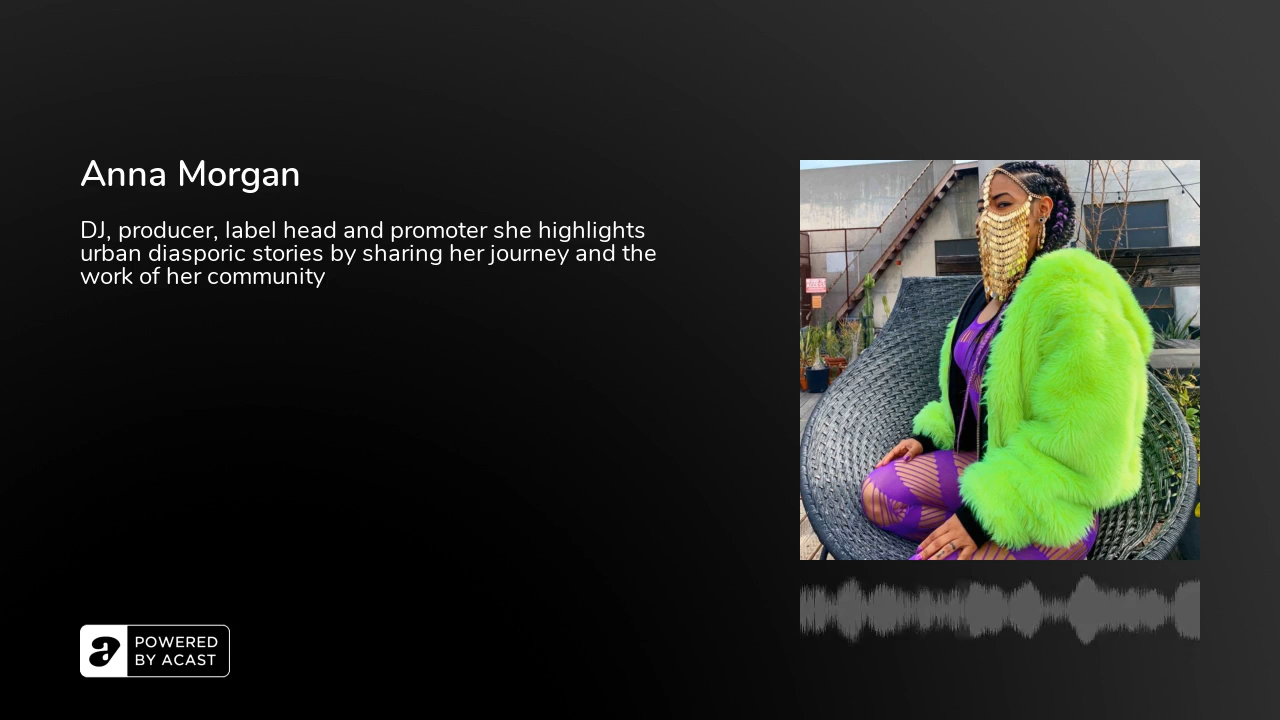 Anna Morgan
DJ, producer, label head and promoter she highlights
urban diasporic stories by sharing her journey and the
work of her community
POWERED
BY ACAST